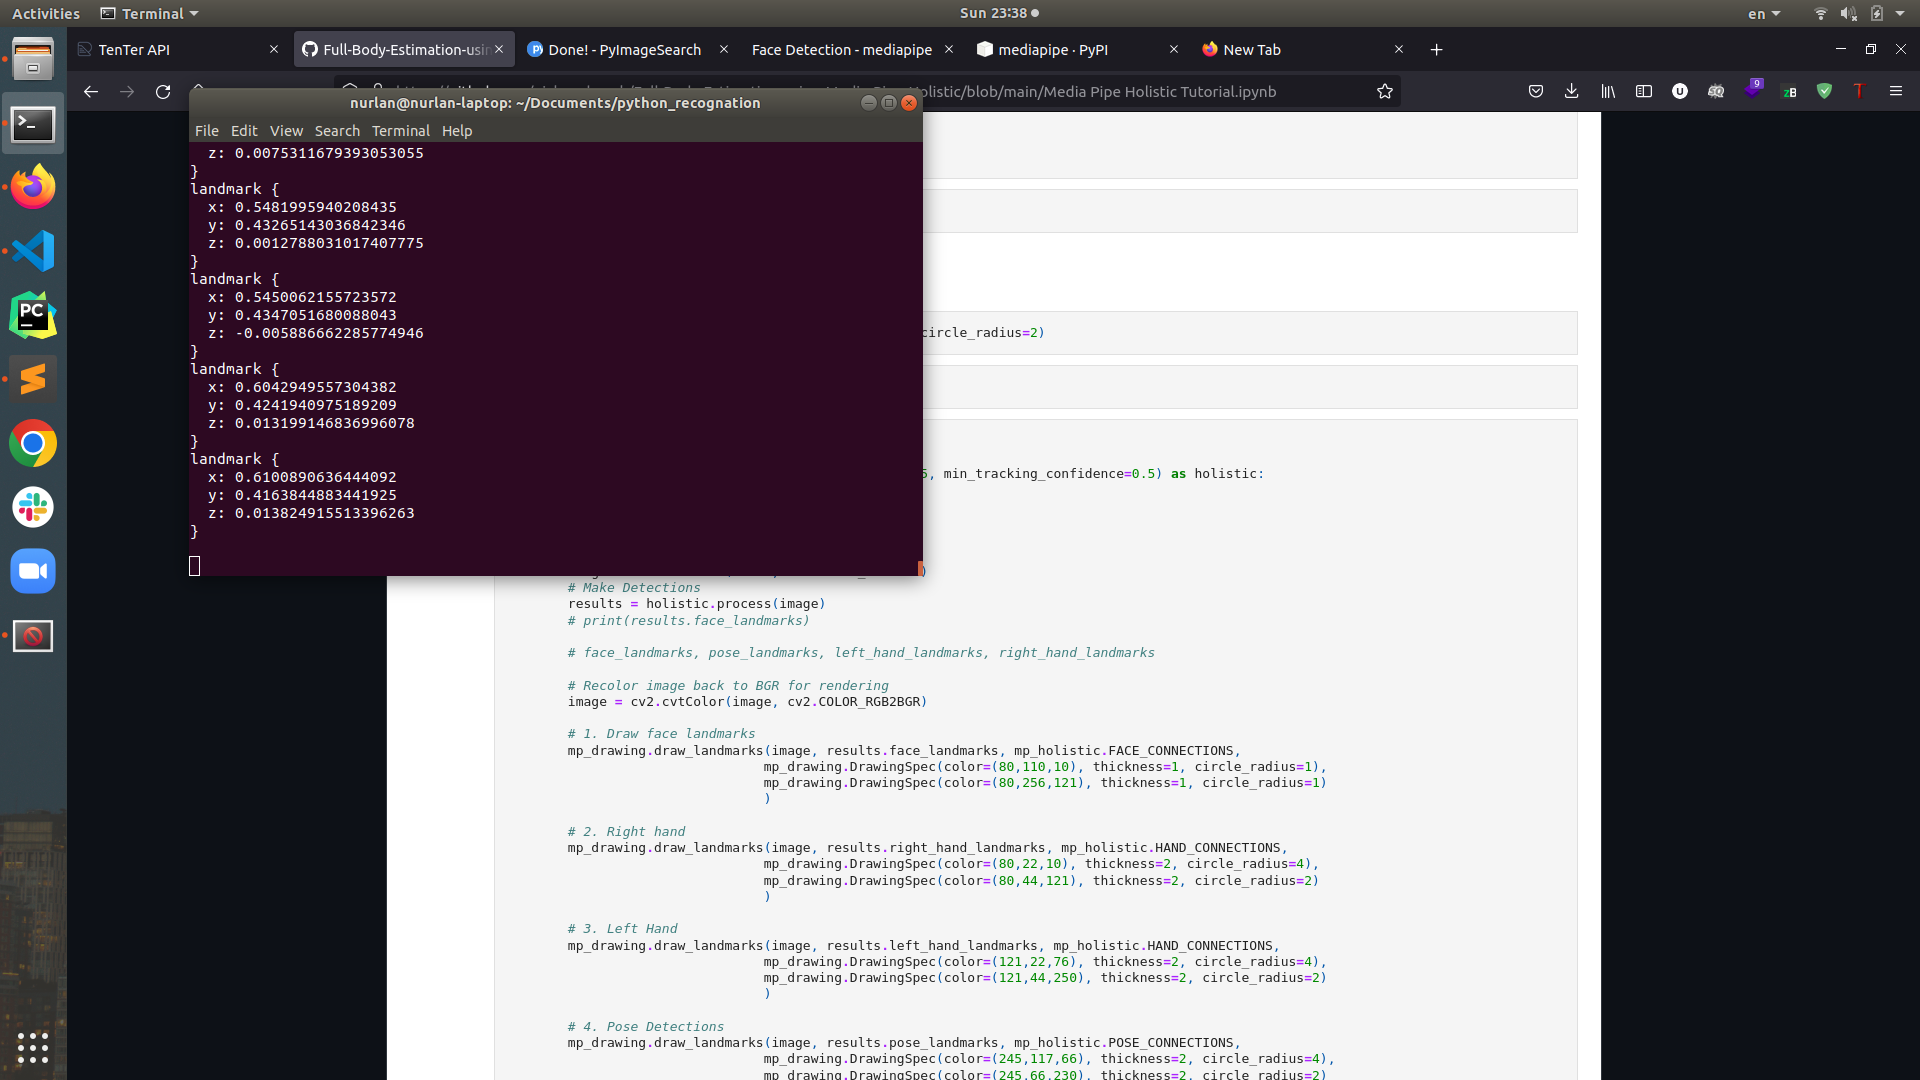 Activities
Terminal
Sun 23:38
en
TenTer API
Full-Body-Estimation-usin
Done! - PyImageSearch
Face Detection - mediapipe
mediapipe · PyPI
New Tab
Holistic/blob/main/Media Pipe Holistic Tutorial.ipynb
9
zB
nurlan@nurlan-laptop: ~/Documents/python_recognation
File Edit View Search Terminal Help
z: 0.0075311679393053055
}
landmark {
x: 0.5481995940208435
y: 0.43265143036842346
z: 0.0012788031017407775
}
landmark {
x: 0.5450062155723572
y: 0.4347051680088043
z: -0.005886662285774946
}
landmark {
x: 0.6042949557304382
y: 0.4241940975189209
z: 0.013199146836996078
}
landmark {
x: 0.6100890636444092
y: 0.4163844883441925
z: 0.013824915513396263
}
circle_radius=2)
5, min_tracking_confidence=0.5) as holistic:
# Make Detections
results = holistic.process(image)
# print(results.face_landmarks)
# face_landmarks, pose_landmarks, left_hand_landmarks, right_hand_landmarks
# Recolor image back to BGR for rendering
image = cv2.cvtColor(image, cv2.COLOR_RGB2BGR)
# 1. Draw face landmarks
mp_drawing.draw_landmarks(image, results.face_landmarks, mp_holistic.FACE_CONNECTIONS,
mp_drawing.DrawingSpec(color=(80,110,10), thickness=1, circle_radius=1),
mp_drawing.DrawingSpec(color=(80,256,121), thickness=1, circle_radius=1)
)
# 2. Right hand
mp_drawing.draw_landmarks(image, results.right_hand_landmarks, mp_holistic.HAND_CONNECTIONS,
mp_drawing.DrawingSpec(color=(80,22,10), thickness=2, circle_radius=4),
mp_drawing.DrawingSpec(color=(80,44,121), thickness=2, circle_radius=2)
)
# 3. Left Hand
mp_drawing.draw_landmarks(image, results.left_hand_landmarks, mp_holistic.HAND_CONNECTIONS,
mp_drawing.DrawingSpec(color=(121,22,76), thickness=2, circle_radius=4),
mp_drawing.DrawingSpec(color=(121,44,250), thickness=2, circle_radius=2)
)
# 4. Pose Detections
mp_drawing.draw_landmarks(image, results.pose_landmarks, mp_holistic.POSE_CONNECTIONS,
mp_drawing.DrawingSpec(color=(245,117,66), thickness=2, circle_radius=4),
mp_drawing.DrawingSpec(color=(245,66,230), thickness=2, circle_radius=2)
PC